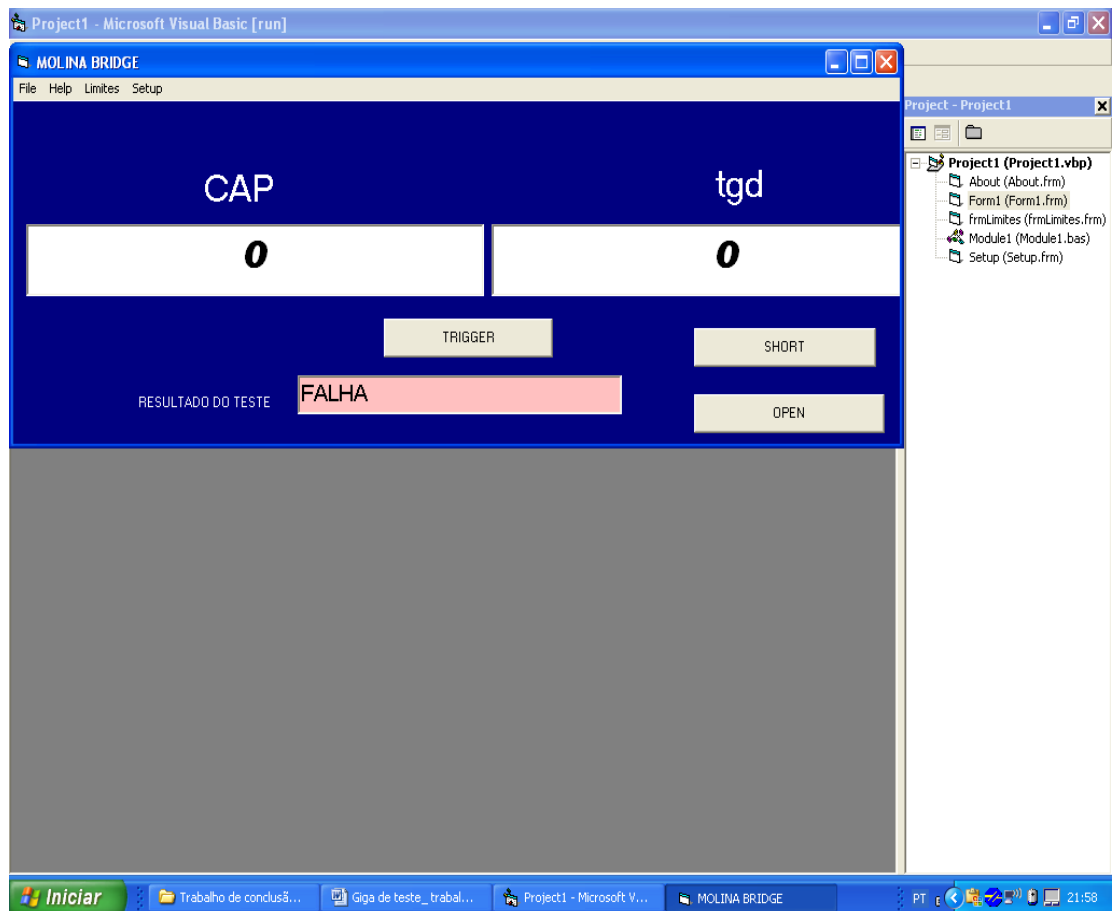 Project1 - Microsoft Visual Basic [run]
MOLINA BRIDGE
File Help Limites Setup
CAP
tgd
0
0
TRIGGER
SHORT
RESULTADO DO TESTE
FALHA
OPEN
Project - Project1
Project1 (Project1.vbp)
About (About.frm)
Form1 (Form1.frm)
frmLimites (frmLimites.frm)
Module1 (Module1.bas)
Setup (Setup.frm)
Iniciar
Trabalho de conclusã...
Giga de teste_ trabal...
Project1 - Microsoft V...
MOLINA BRIDGE
PT
21:58